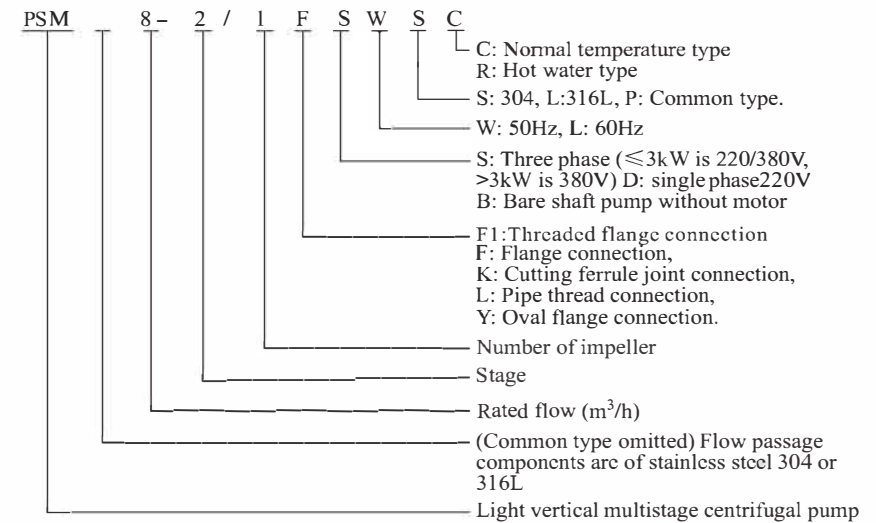 PSM 8 - 2 / 1 F S W S C
C: Normal temperature type
R: Hot water type
S: 304, L:316L, P: Common type.
W: 50Hz, L: 60Hz
S: Three phase (≤3kW is 220/380V,
>3kW is 380V) D: single phase220V
B: Bare shaft pump without motor
F1:Threaded flange connection
F: Flange connection,
K: Cutting ferrule joint connection,
L: Pipe thread connection,
Y: Oval flange connection.
Number of impeller
Stage
Rated flow (m³/h)
(Common type omitted) Flow passage
components are of stainless steel 304 or
316L
Light vertical multistage centrifugal pump